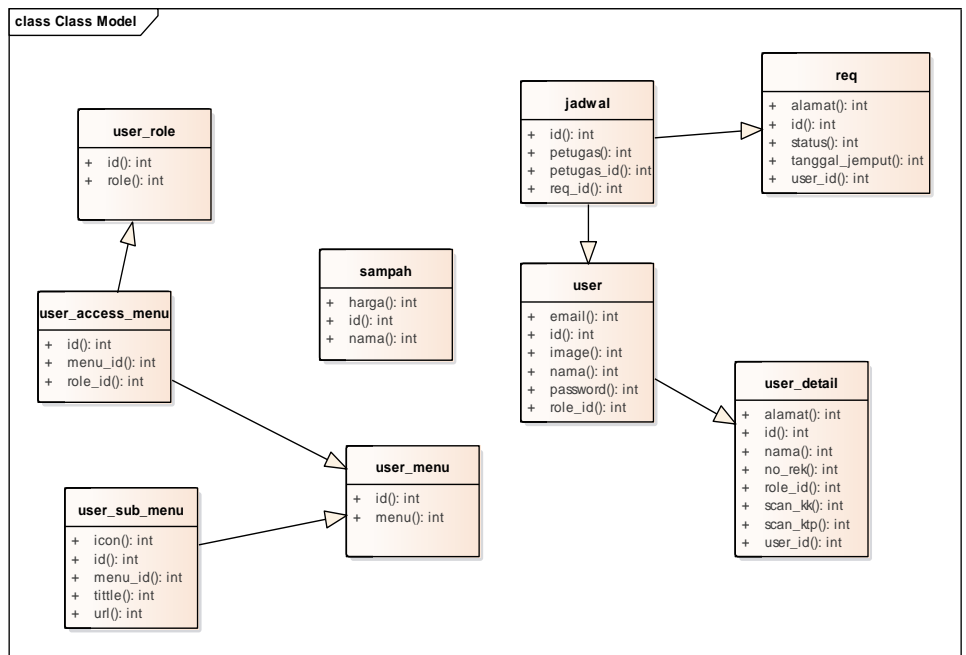 class Class Model
user_role
+ id(): int
+ role(): int
user_access_menu
+ id(): int
+ menu_id(): int
+ role_id(): int
user_sub_menu
+ icon(): int
+ id(): int
+ menu_id(): int
+ tittle(): int
+ url(): int
sampah
+ harga(): int
+ id(): int
+ nama(): int
user_menu
+ id(): int
+ menu(): int
jadwal
+ id(): int
+ petugas(): int
+ petugas_id(): int
+ req_id(): int
user
+ email(): int
+ id(): int
+ image(): int
+ nama(): int
+ password(): int
+ role_id(): int
req
+ alamat(): int
+ id(): int
+ status(): int
+ tanggal_jemput(): int
+ user_id(): int
user_detail
+ alamat(): int
+ id(): int
+ nama(): int
+ no_rek(): int
+ role_id(): int
+ scan_kk(): int
+ scan_ktp(): int
+ user_id(): int